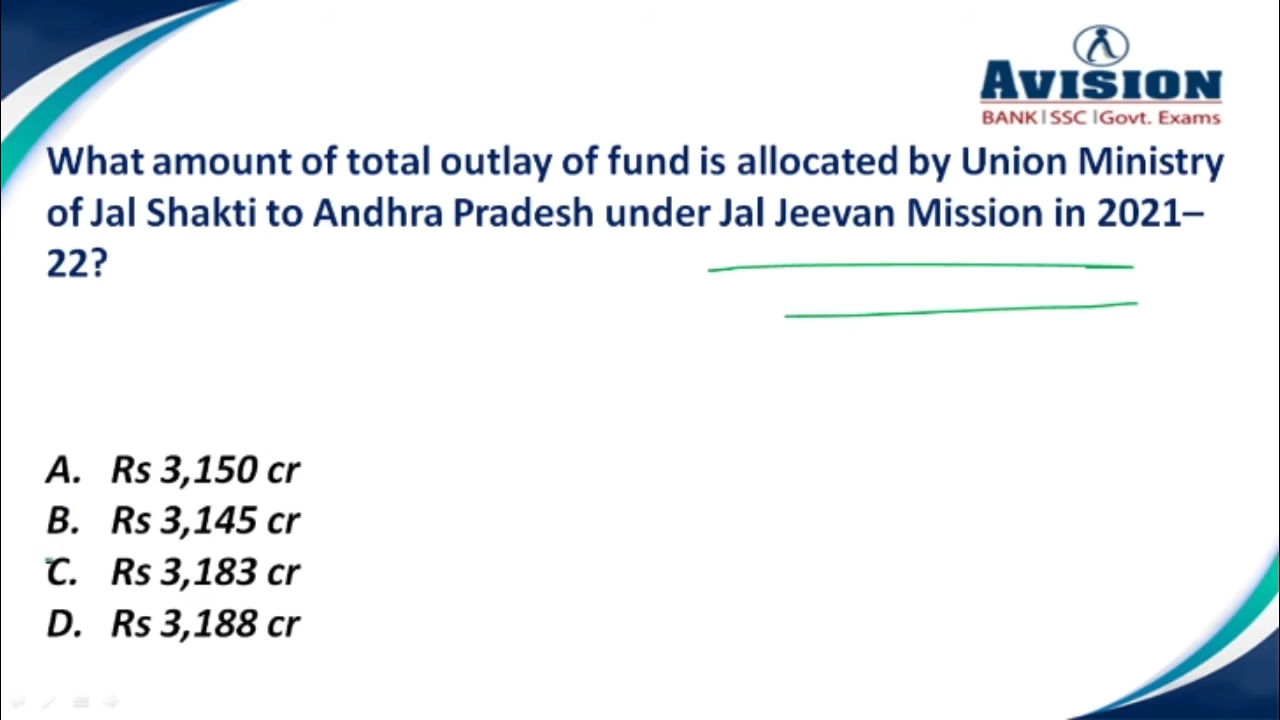 AVISION
BANK|SSC|Govt. Exams
What amount of total outlay of fund is allocated by Union Ministry
of Jal Shakti to Andhra Pradesh under Jal Jeevan Mission in 2021–
22?
A. Rs 3,150 cr
B. Rs 3,145 cr
C. Rs 3,183 cr
D. Rs 3,188 cr